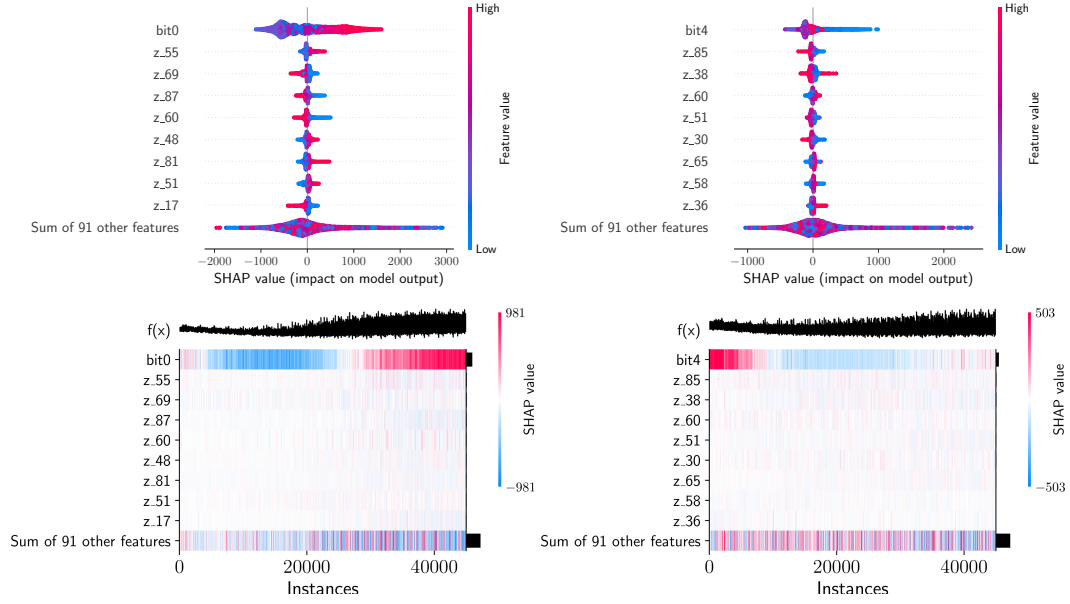 High
bit0
z_55
z_69
z_87
z_60
z_48
z_81
z_51
z_17
Sum of 91 other features
Low
Feature value
−2000 −1000 0 1000 2000 3000
SHAP value (impact on model output)
High
bit4
z_85
z_38
z_60
z_51
z_30
z_65
z_58
z_36
Sum of 91 other features
Low
Feature value
−1000 0 1000 2000
SHAP value (impact on model output)
981
f(x)
bit0
z_55
z_69
z_87
z_60
z_48
z_81
z_51
z_17
Sum of 91 other features
−981
SHAP value
0 20000 40000
Instances
503
f(x)
bit4
z_85
z_38
z_60
z_51
z_30
z_65
z_58
z_36
Sum of 91 other features
−503
SHAP value
0 20000 40000
Instances